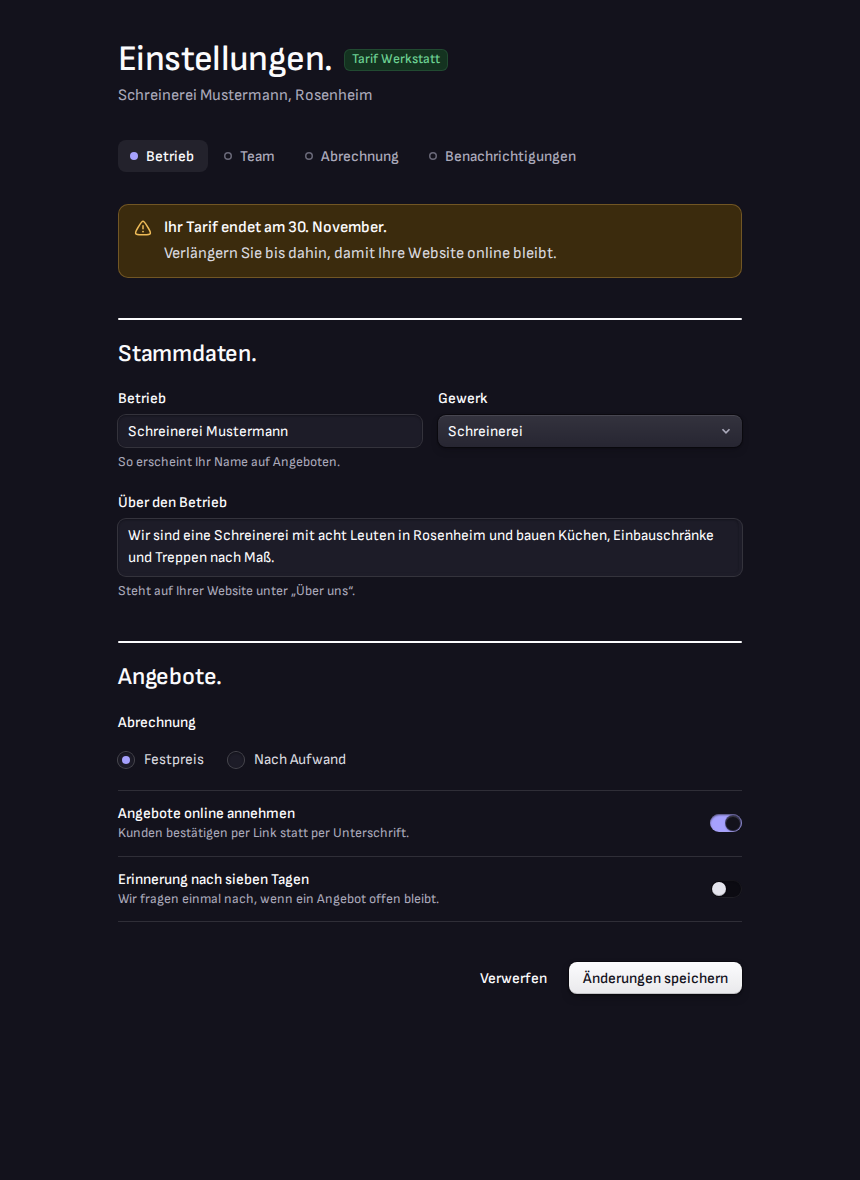 Einstellungen.
Tarif Werkstatt
Schreinerei Mustermann, Rosenheim
Betrieb
Team
Abrechnung
Benachrichtigungen
Ihr Tarif endet am 30. November.
Verlängern Sie bis dahin, damit Ihre Website online bleibt.
Stammdaten.
Betrieb
Gewerk
Schreinerei Mustermann
Schreinerei
So erscheint Ihr Name auf Angeboten.
Über den Betrieb
Wir sind eine Schreinerei mit acht Leuten in Rosenheim und bauen Küchen, Einbauschränke
und Treppen nach Maß.
Steht auf Ihrer Website unter „Über uns“.
Angebote.
Abrechnung
Festpreis
Nach Aufwand
Angebote online annehmen
Kunden bestätigen per Link statt per Unterschrift.
Erinnerung nach sieben Tagen
Wir fragen einmal nach, wenn ein Angebot offen bleibt.
Verwerfen
Änderungen speichern